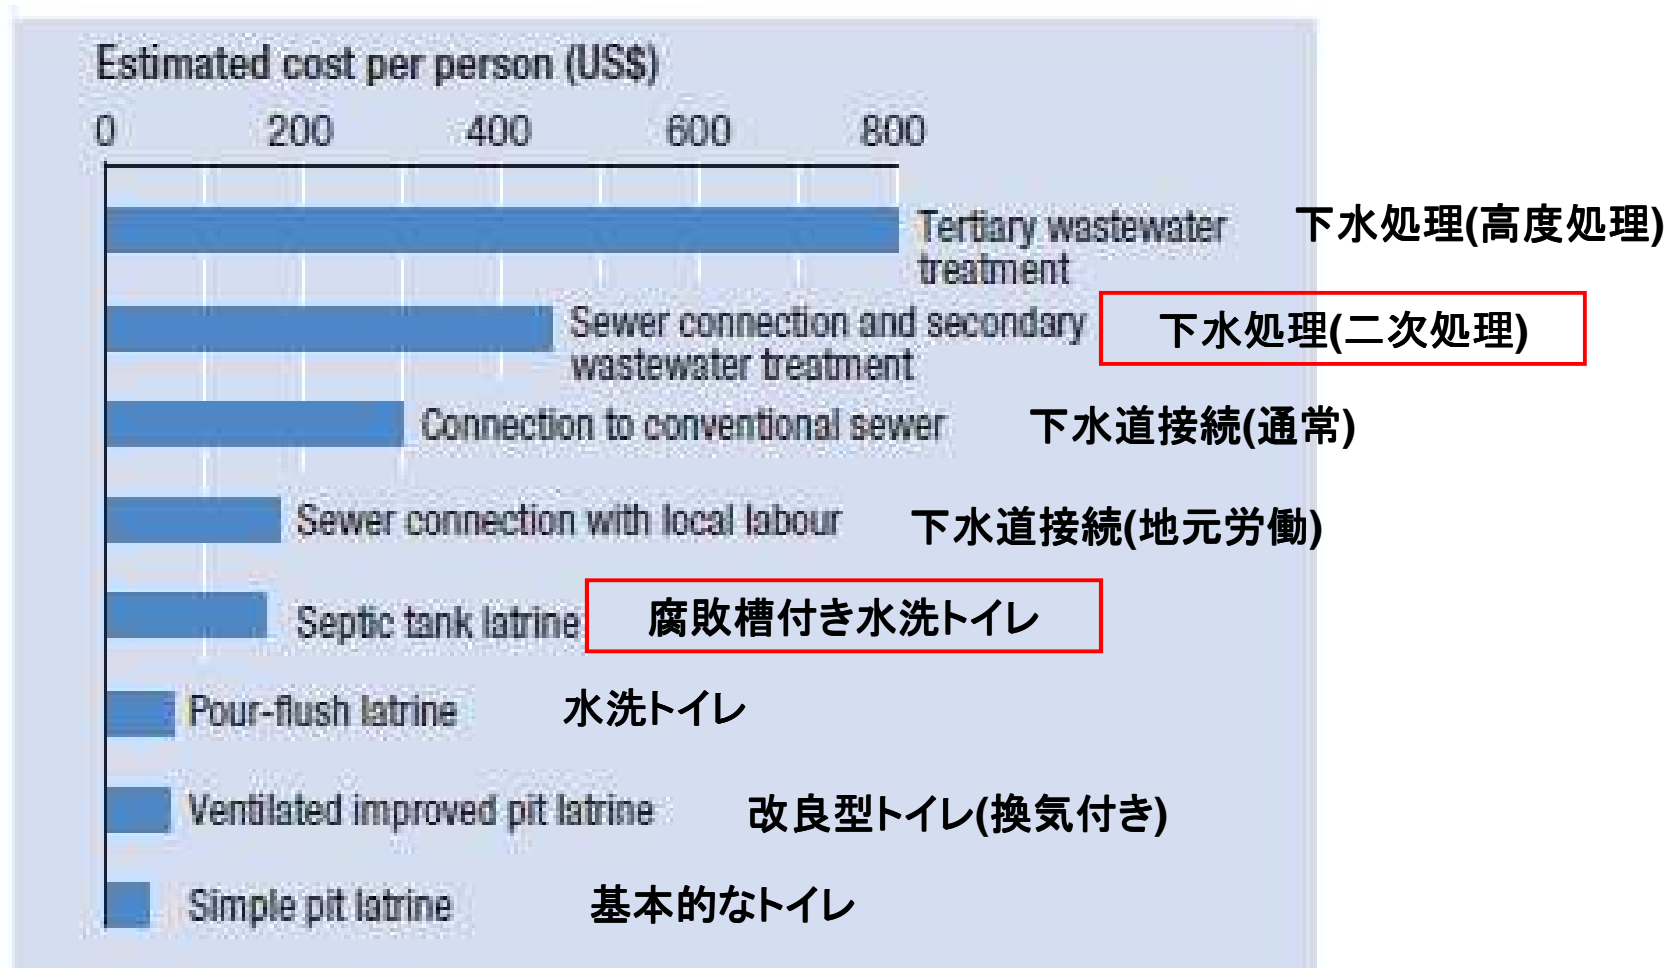 Estimated cost per person (US$)
0 200 400 600 800
Tertiary wastewater
treatment
下水処理(高度処理)
Sewer connection and secondary
wastewater treatment
下水処理(二次処理)
Connection to conventional sewer
下水道接続(通常)
Sewer connection with local labour
下水道接続(地元労働)
Septic tank latrine
腐敗槽付き水洗トイレ
Pour-flush latrine
水洗トイレ
Ventilated improved pit latrine
改良型トイレ(換気付き)
Simple pit latrine
基本的なトイレ